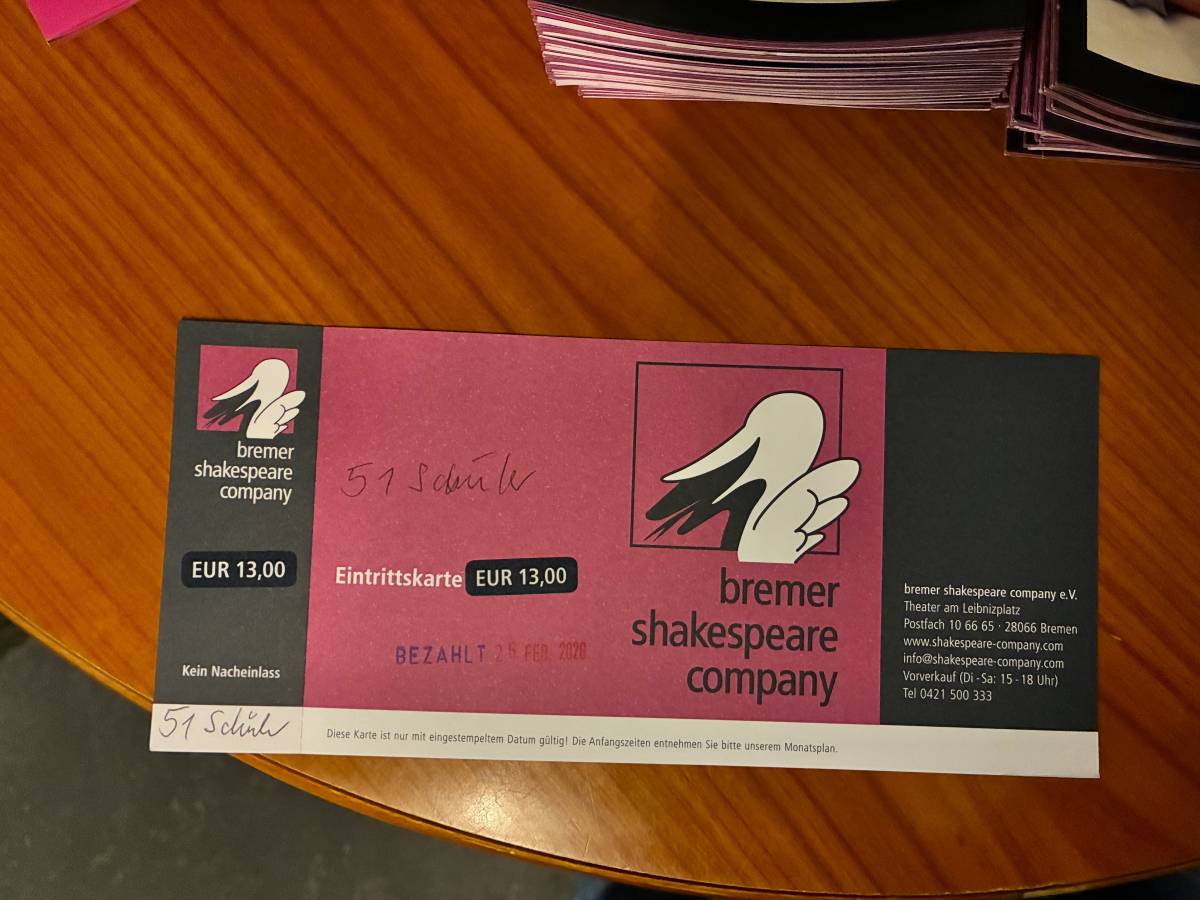 bremer
shakespeare
company
EUR 13,00
Kein Nacheinlass
51 Schüler
51 Schüler
Eintrittskarte EUR 13,00
BEZAHLT 25 FEB. 2020
bremer
shakespeare
company
bremer shakespeare company e.V.
Theater am Leibnizplatz
Postfach 10 66 65 · 28066 Bremen
www.shakespeare-company.com
info@shakespeare-company.com
Vorverkauf (Di - Sa: 15 - 18 Uhr)
Tel 0421 500 333
Diese Karte ist nur mit eingestempeltem Datum gültig! Die Anfangszeiten entnehmen Sie bitte unserem Monatsplan.